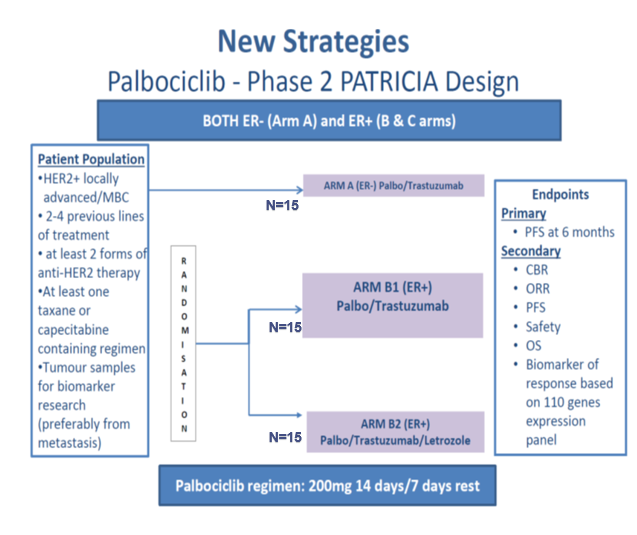 New Strategies
Palbociclib - Phase 2 PATRICIA Design
BOTH ER- (Arm A) and ER+ (B & C arms)
Patient Population
•HER2+ locally
advanced/MBC
• 2-4 previous lines
of treatment
• at least 2 forms of
anti-HER2 therapy
•At least one
taxane or
capecitabine
containing regimen
•Tumour samples
for biomarker
research
(preferably from
metastasis)
RANDOMISATION
ARM A (ER-) Palbo/Trastuzumab
N=15
ARM B1 (ER+)
Palbo/Trastuzumab
N=15
ARM B2 (ER+)
Palbo/Trastuzumab/Letrozole
N=15
Endpoints
Primary
• PFS at 6 months
Secondary
• CBR
• ORR
• PFS
• Safety
• OS
• Biomarker of
response based
on 110 genes
expression
panel
Palbociclib regimen: 200mg 14 days/7 days rest